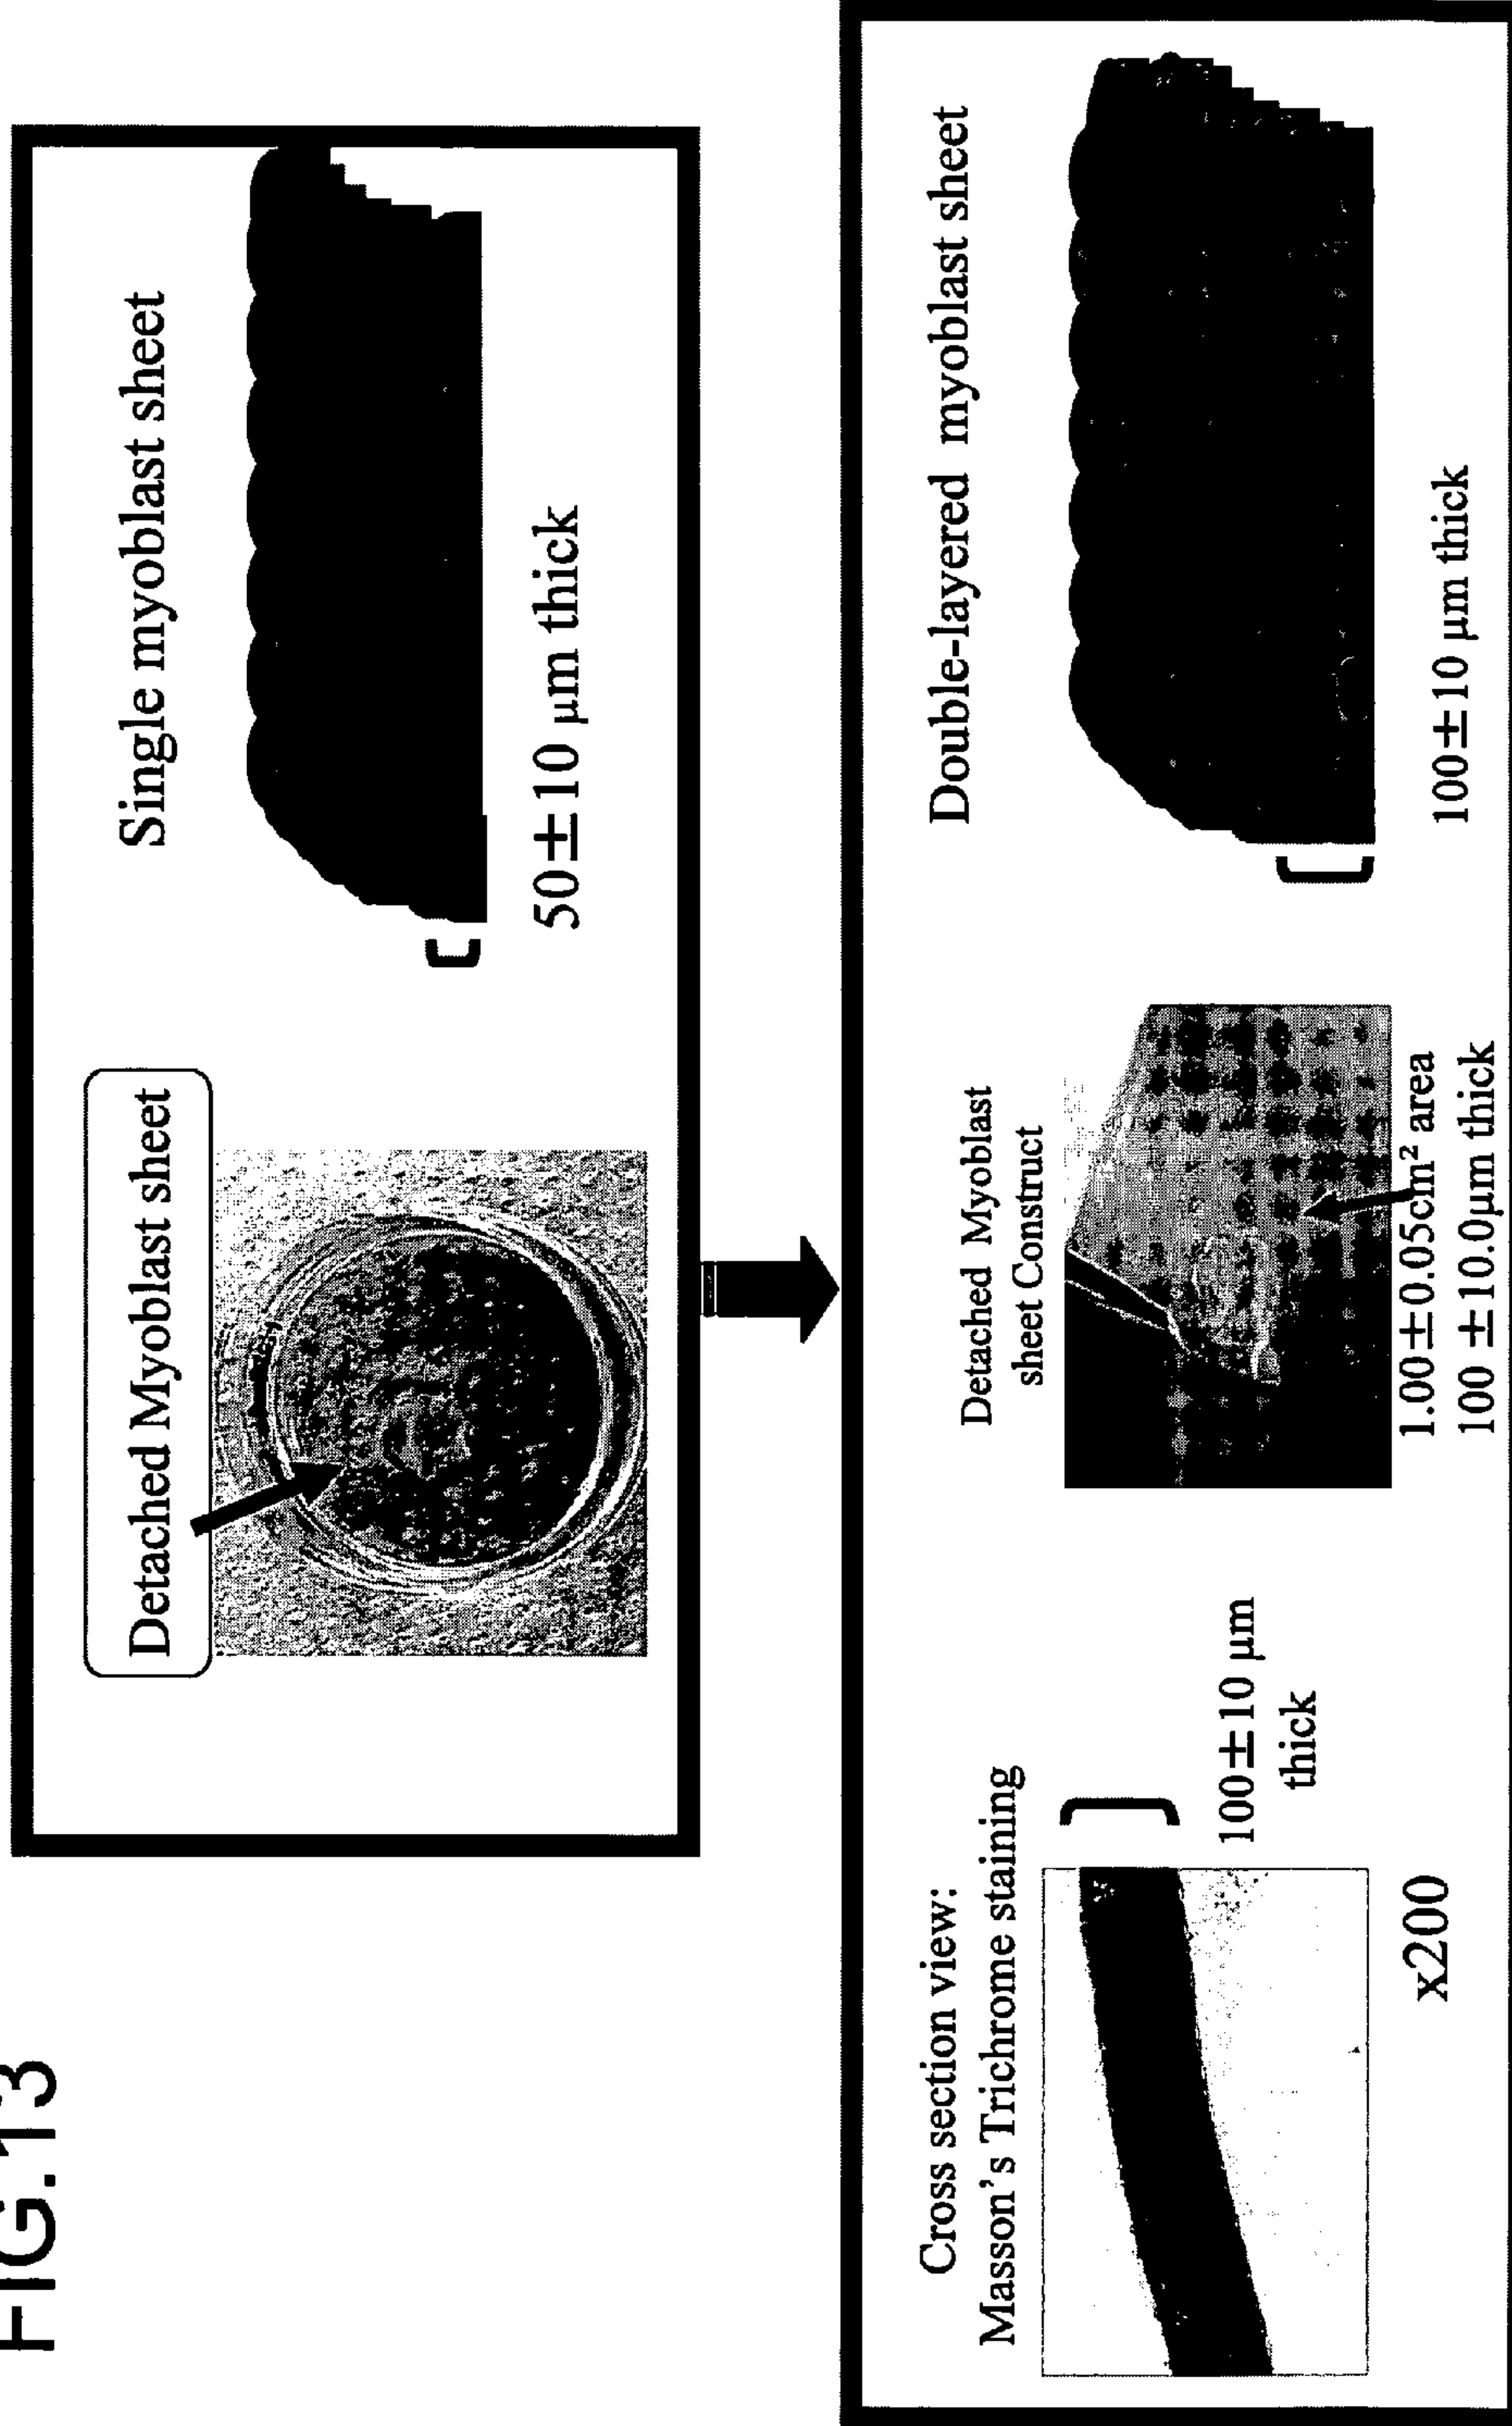 FIG.13
Detached Myoblast sheet
Single myoblast sheet
50±10 µm thick
Cross section view:
Masson's Trichrome staining
100±10 µm
thick
x200
Detached Myoblast
sheet Construct
1.00±0.05cm² area
100 ±10.0µm thick
Double-layered myoblast sheet
100±10 µm thick